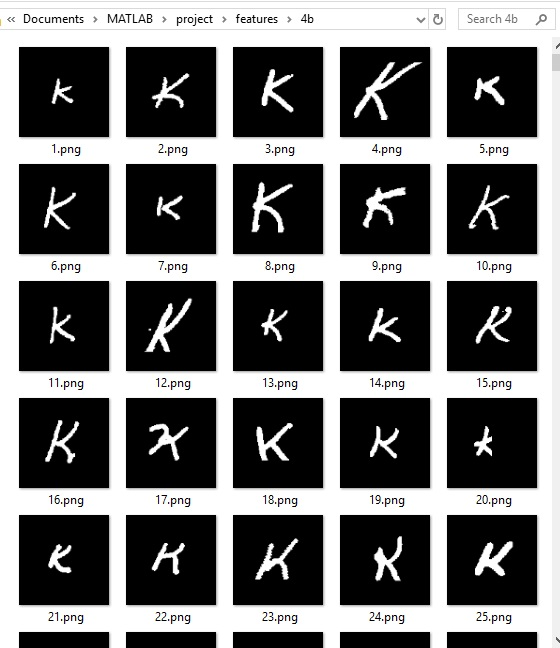 « Documents > MATLAB > project > features > 4b
Search 4b
K K K K K
1.png 2.png 3.png 4.png 5.png
K K K K K
6.png 7.png 8.png 9.png 10.png
K K K K K
11.png 12.png 13.png 14.png 15.png
K K K K K
16.png 17.png 18.png 19.png 20.png
K K K K K
21.png 22.png 23.png 24.png 25.png